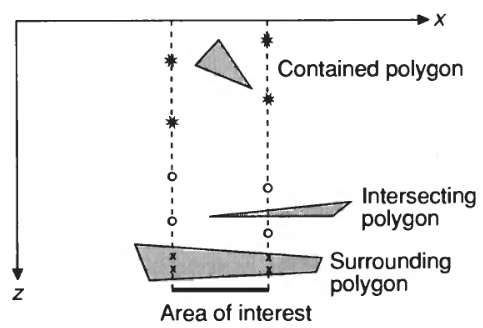 x
Contained polygon
Intersecting
polygon
Surrounding
polygon
z
Area of interest